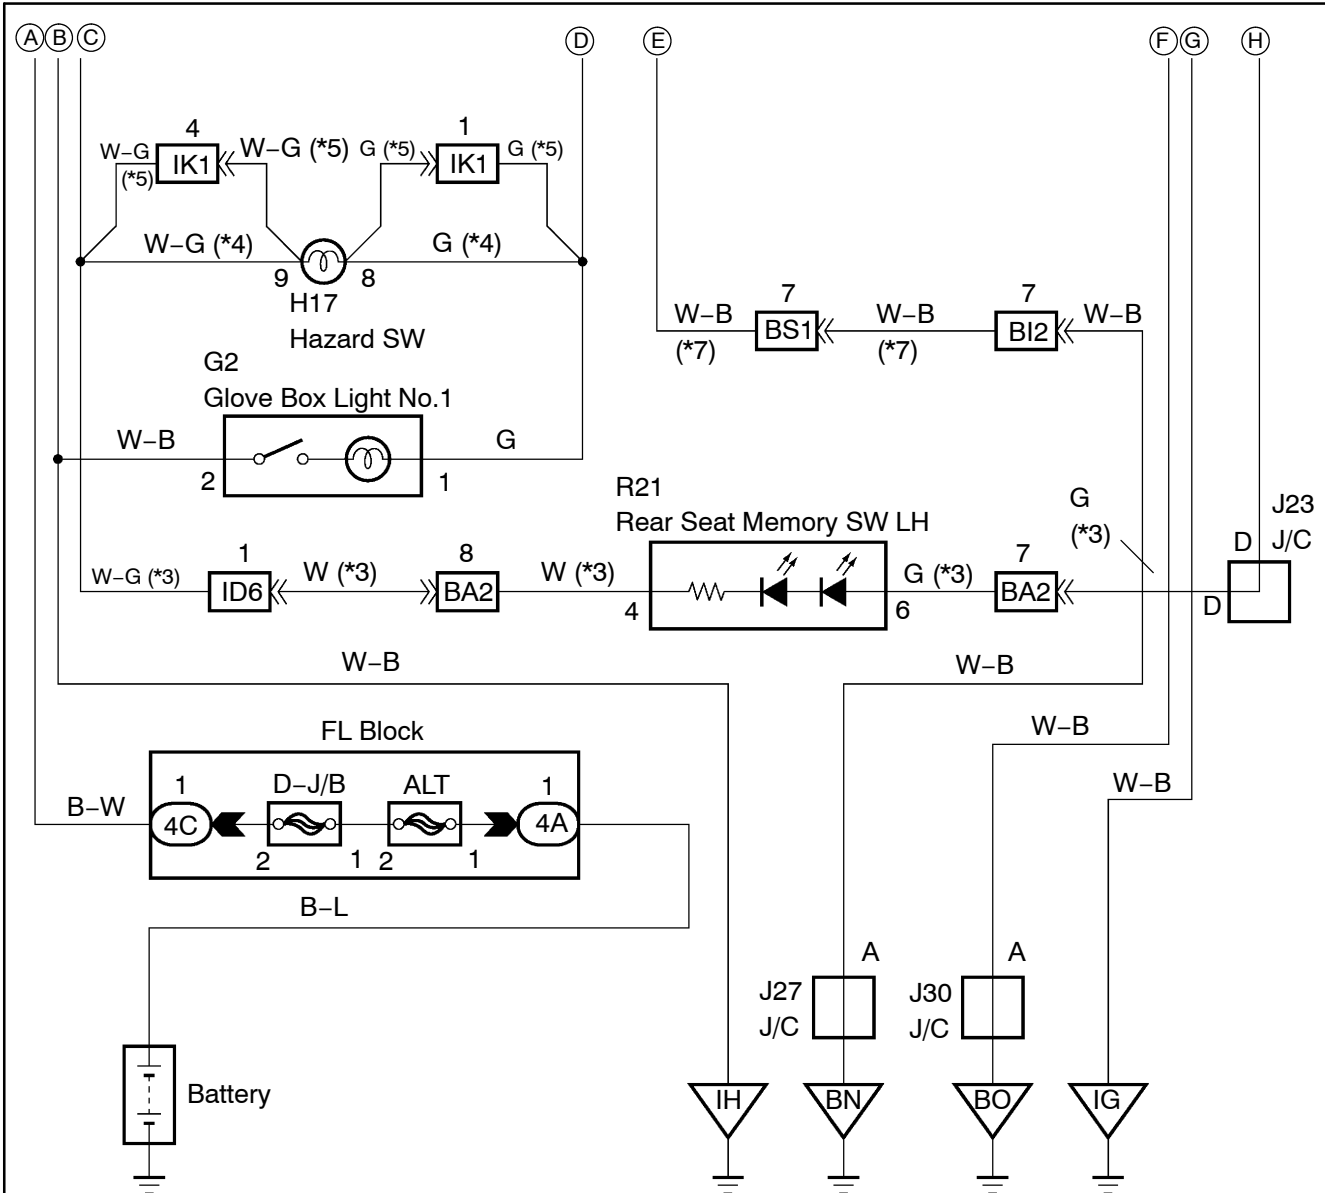 A B C D E F G H
4 1
W–G (*5) IK1 W–G (*5) G (*5) IK1 G (*5)
W–G (*4) G (*4)
9 8
H17
Hazard SW
7 7
W–B (*7) BS1 W–B (*7) BI2 W–B
G2
Glove Box Light No.1
W–B G
2 1
R21
Rear Seat Memory SW LH
G (*3)
J23
J/C
D
1 8 7
W–G (*3) ID6 W (*3) BA2 W (*3) G (*3) BA2 D
4 6
W–B W–B
W–B
W–B
FL Block
1 D–J/B ALT 1
B–W 4C 4A
2 1 2 1
B–L
A A
J27
J/C
J30
J/C
Battery
IH BN BO IG